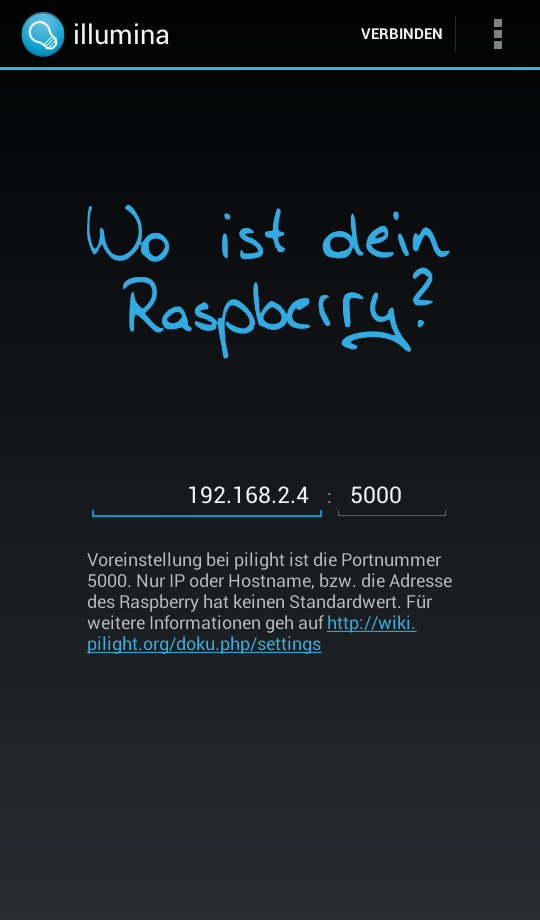 illumina VERBINDEN
Wo ist dein
Raspberry?
192.168.2.4 : 5000
Voreinstellung bei pilight ist die Portnummer
5000. Nur IP oder Hostname, bzw. die Adresse
des Raspberry hat keinen Standardwert. Für
weitere Informationen geh auf http://wiki.
pilight.org/doku.php/settings